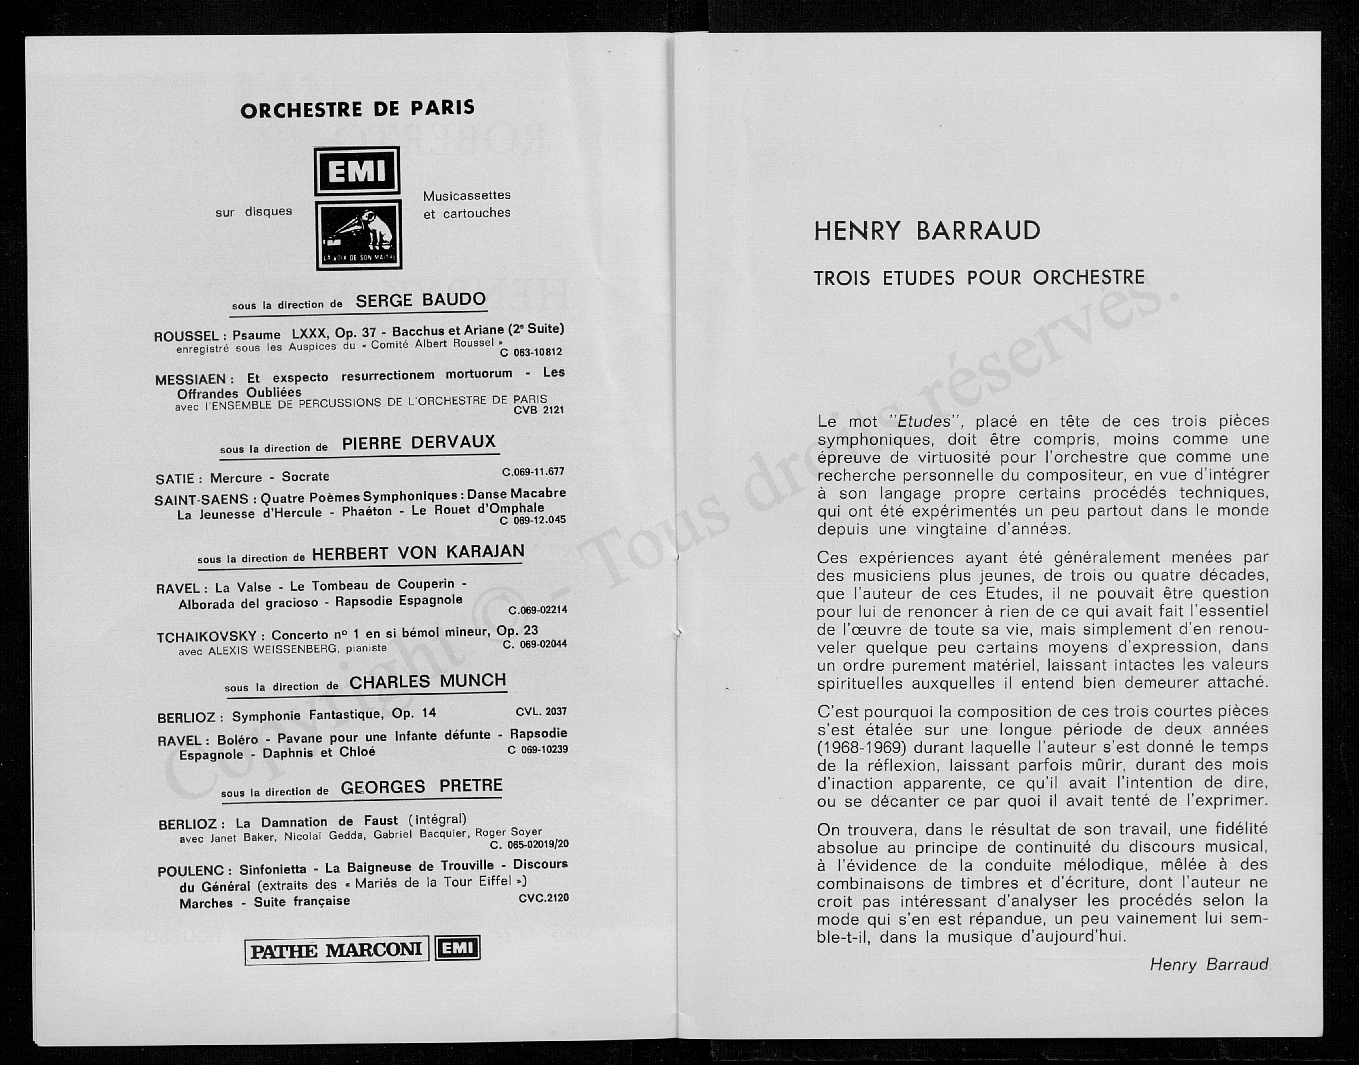 ORCHESTRE DE PARIS
EMI
sur disques
Musicassettes
et cartouches
LA VOIX DE SON MAITRE
sous la direction de SERGE BAUDO
ROUSSEL : Psaume LXXX, Op. 37 - Bacchus et Ariane (2e Suite)
enregistré sous les Auspices du « Comité Albert Roussel »
C 063-10812
MESSIAEN : Et exspecto resurrectionem mortuorum - Les
Offrandes Oubliées
avec l'ENSEMBLE DE PERCUSSIONS DE L'ORCHESTRE DE PARIS
CVB 2121
sous la direction de PIERRE DERVAUX
SATIE : Mercure - Socrate C.069-11.677
SAINT-SAENS : Quatre Poèmes Symphoniques : Danse Macabre
La Jeunesse d'Hercule - Phaéton - Le Rouet d'Omphale
C 069-12.045
sous la direction de HERBERT VON KARAJAN
RAVEL : La Valse - Le Tombeau de Couperin -
Alborada del gracioso - Rapsodie Espagnole
C.069-02214
TCHAIKOVSKY : Concerto n° 1 en si bémol mineur, Op. 23
avec ALEXIS WEISSENBERG, pianiste C. 069-02044
sous la direction de CHARLES MUNCH
BERLIOZ : Symphonie Fantastique, Op. 14 CVL. 2037
RAVEL : Boléro - Pavane pour une Infante défunte - Rapsodie
Espagnole - Daphnis et Chloé C 069-10239
sous la direction de GEORGES PRETRE
BERLIOZ : La Damnation de Faust (intégral)
avec Janet Baker, Nicolaï Gedda, Gabriel Bacquier, Roger Soyer
C. 065-02019/20
POULENC : Sinfonietta - La Baigneuse de Trouville - Discours
du Général (extraits des « Mariés de la Tour Eiffel »)
Marches - Suite française CVC.2120
PATHE MARCONI EMI
HENRY BARRAUD
TROIS ETUDES POUR ORCHESTRE
Le mot "Etudes", placé en tête de ces trois pièces
symphoniques, doit être compris, moins comme une
épreuve de virtuosité pour l'orchestre que comme une
recherche personnelle du compositeur, en vue d'intégrer
à son langage propre certains procédés techniques,
qui ont été expérimentés un peu partout dans le monde
depuis une vingtaine d'années.
Ces expériences ayant été généralement menées par
des musiciens plus jeunes, de trois ou quatre décades,
que l'auteur de ces Etudes, il ne pouvait être question
pour lui de renoncer à rien de ce qui avait fait l'essentiel
de l'œuvre de toute sa vie, mais simplement d'en renou-
veler quelque peu certains moyens d'expression, dans
un ordre purement matériel, laissant intactes les valeurs
spirituelles auxquelles il entend bien demeurer attaché.
C'est pourquoi la composition de ces trois courtes pièces
s'est étalée sur une longue période de deux années
(1968-1969) durant laquelle l'auteur s'est donné le temps
de la réflexion, laissant parfois mûrir, durant des mois
d'inaction apparente, ce qu'il avait l'intention de dire,
ou se décanter ce par quoi il avait tenté de l'exprimer.
On trouvera, dans le résultat de son travail, une fidélité
absolue au principe de continuité du discours musical,
à l'évidence de la conduite mélodique, mêlée à des
combinaisons de timbres et d'écriture, dont l'auteur ne
croit pas intéressant d'analyser les procédés selon la
mode qui s'en est répandue, un peu vainement lui sem-
ble-t-il, dans la musique d'aujourd'hui.
Henry Barraud
Copyright © - Tous droits réservés.